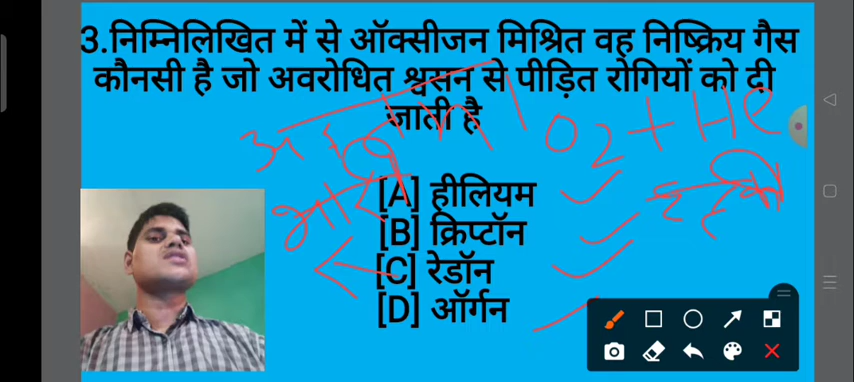 3.निम्निलिखित में से ऑक्सीजन मिश्रित वह निष्क्रिय गैस
कौनसी है जो अवरोधित श्वसन से पीड़ित रोगियों को दी
जाती है
O2+He
[A] हीलियम
[B] क्रिप्टॉन
[C] रेडॉन
[D] ऑर्गन